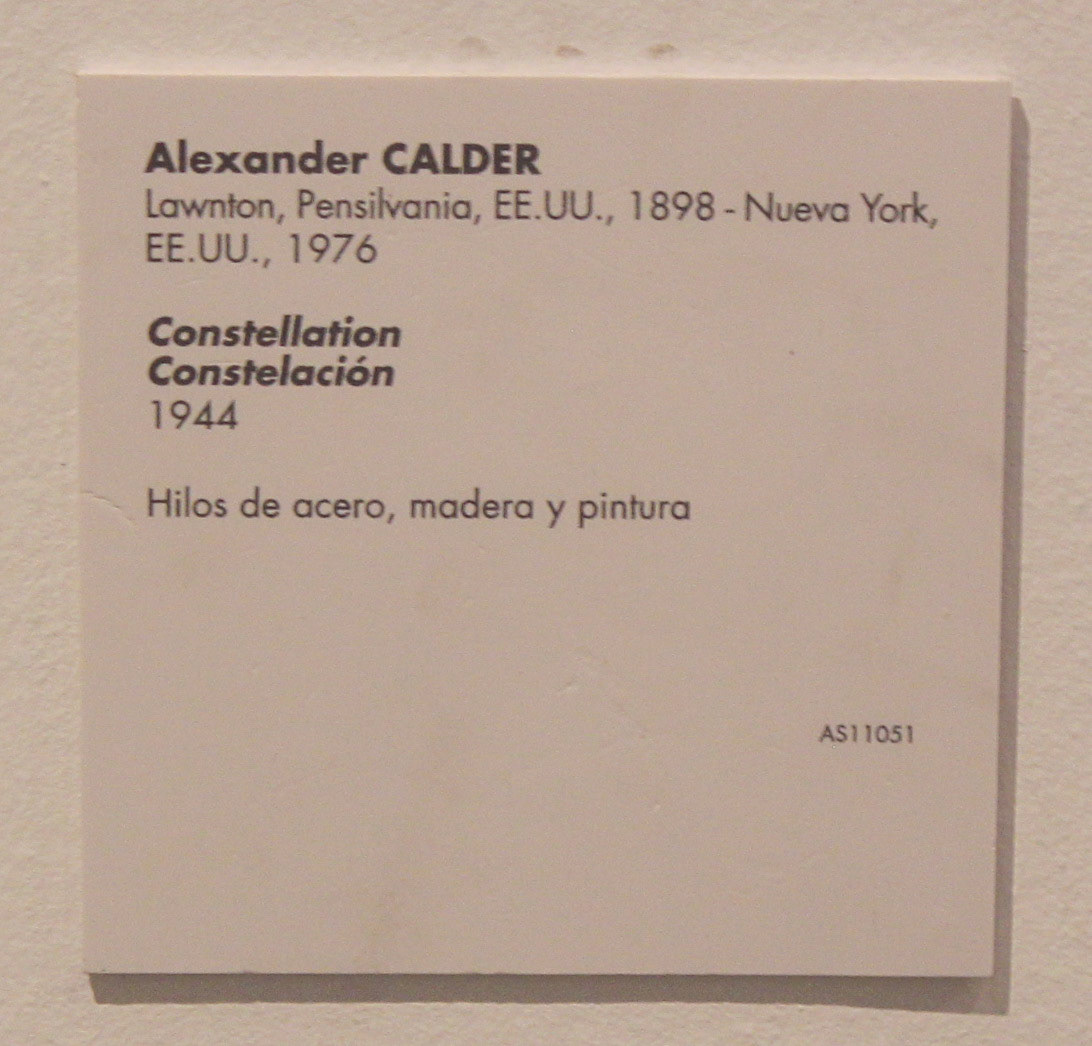 Alexander CALDER
Lawnton, Pensilvania, EE.UU., 1898 - Nueva York,
EE.UU., 1976
Constellation
Constelación
1944
Hilos de acero, madera y pintura
AS11051